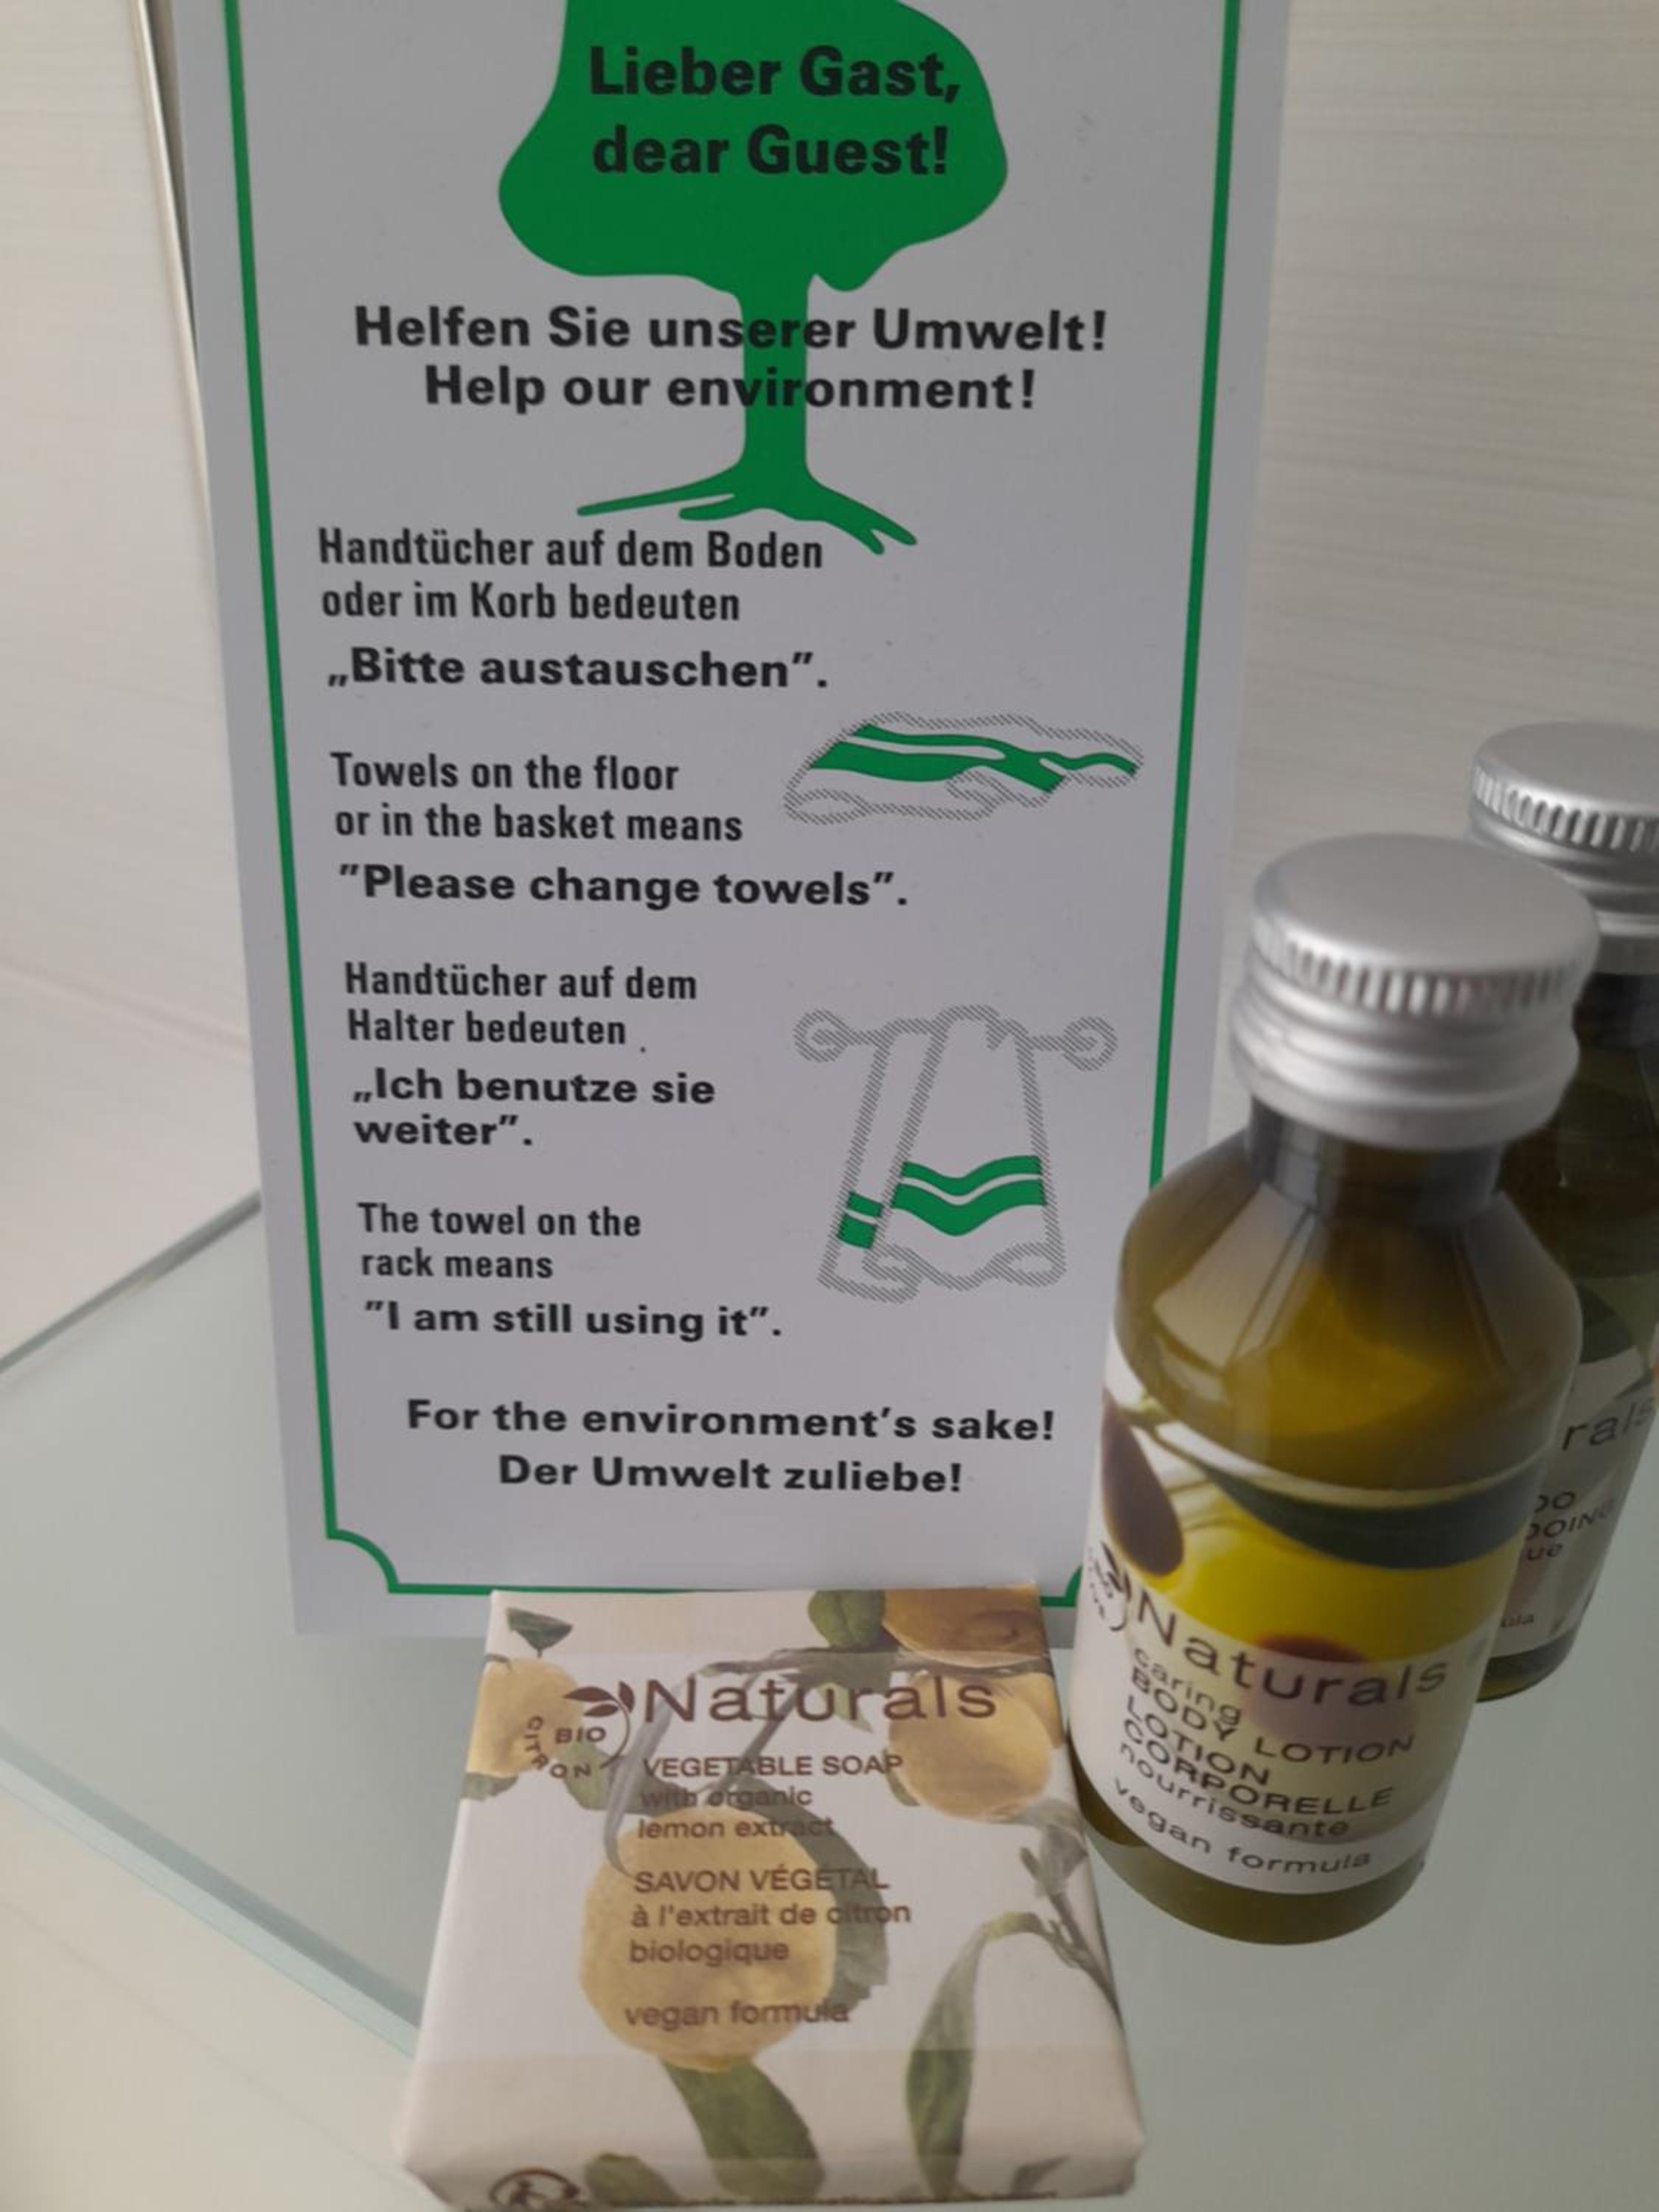 Lieber Gast,
dear Guest!
Helfen Sie unserer Umwelt!
Help our environment!
Handtücher auf dem Boden
oder im Korb bedeuten
„Bitte austauschen”.
Towels on the floor
or in the basket means
”Please change towels”.
Handtücher auf dem
Halter bedeuten
„Ich benutze sie
weiter”.
The towel on the
rack means
”I am still using it”.
For the environment's sake!
Der Umwelt zuliebe!
Naturals
BIO
CITRON
VEGETABLE SOAP
with organic
lemon extract
SAVON VÉGÉTAL
à l'extrait de citron
biologique
vegan formula
Naturals
caring
BODY LOTION
LOTION
CORPORELLE
nourrissante
vegan formula